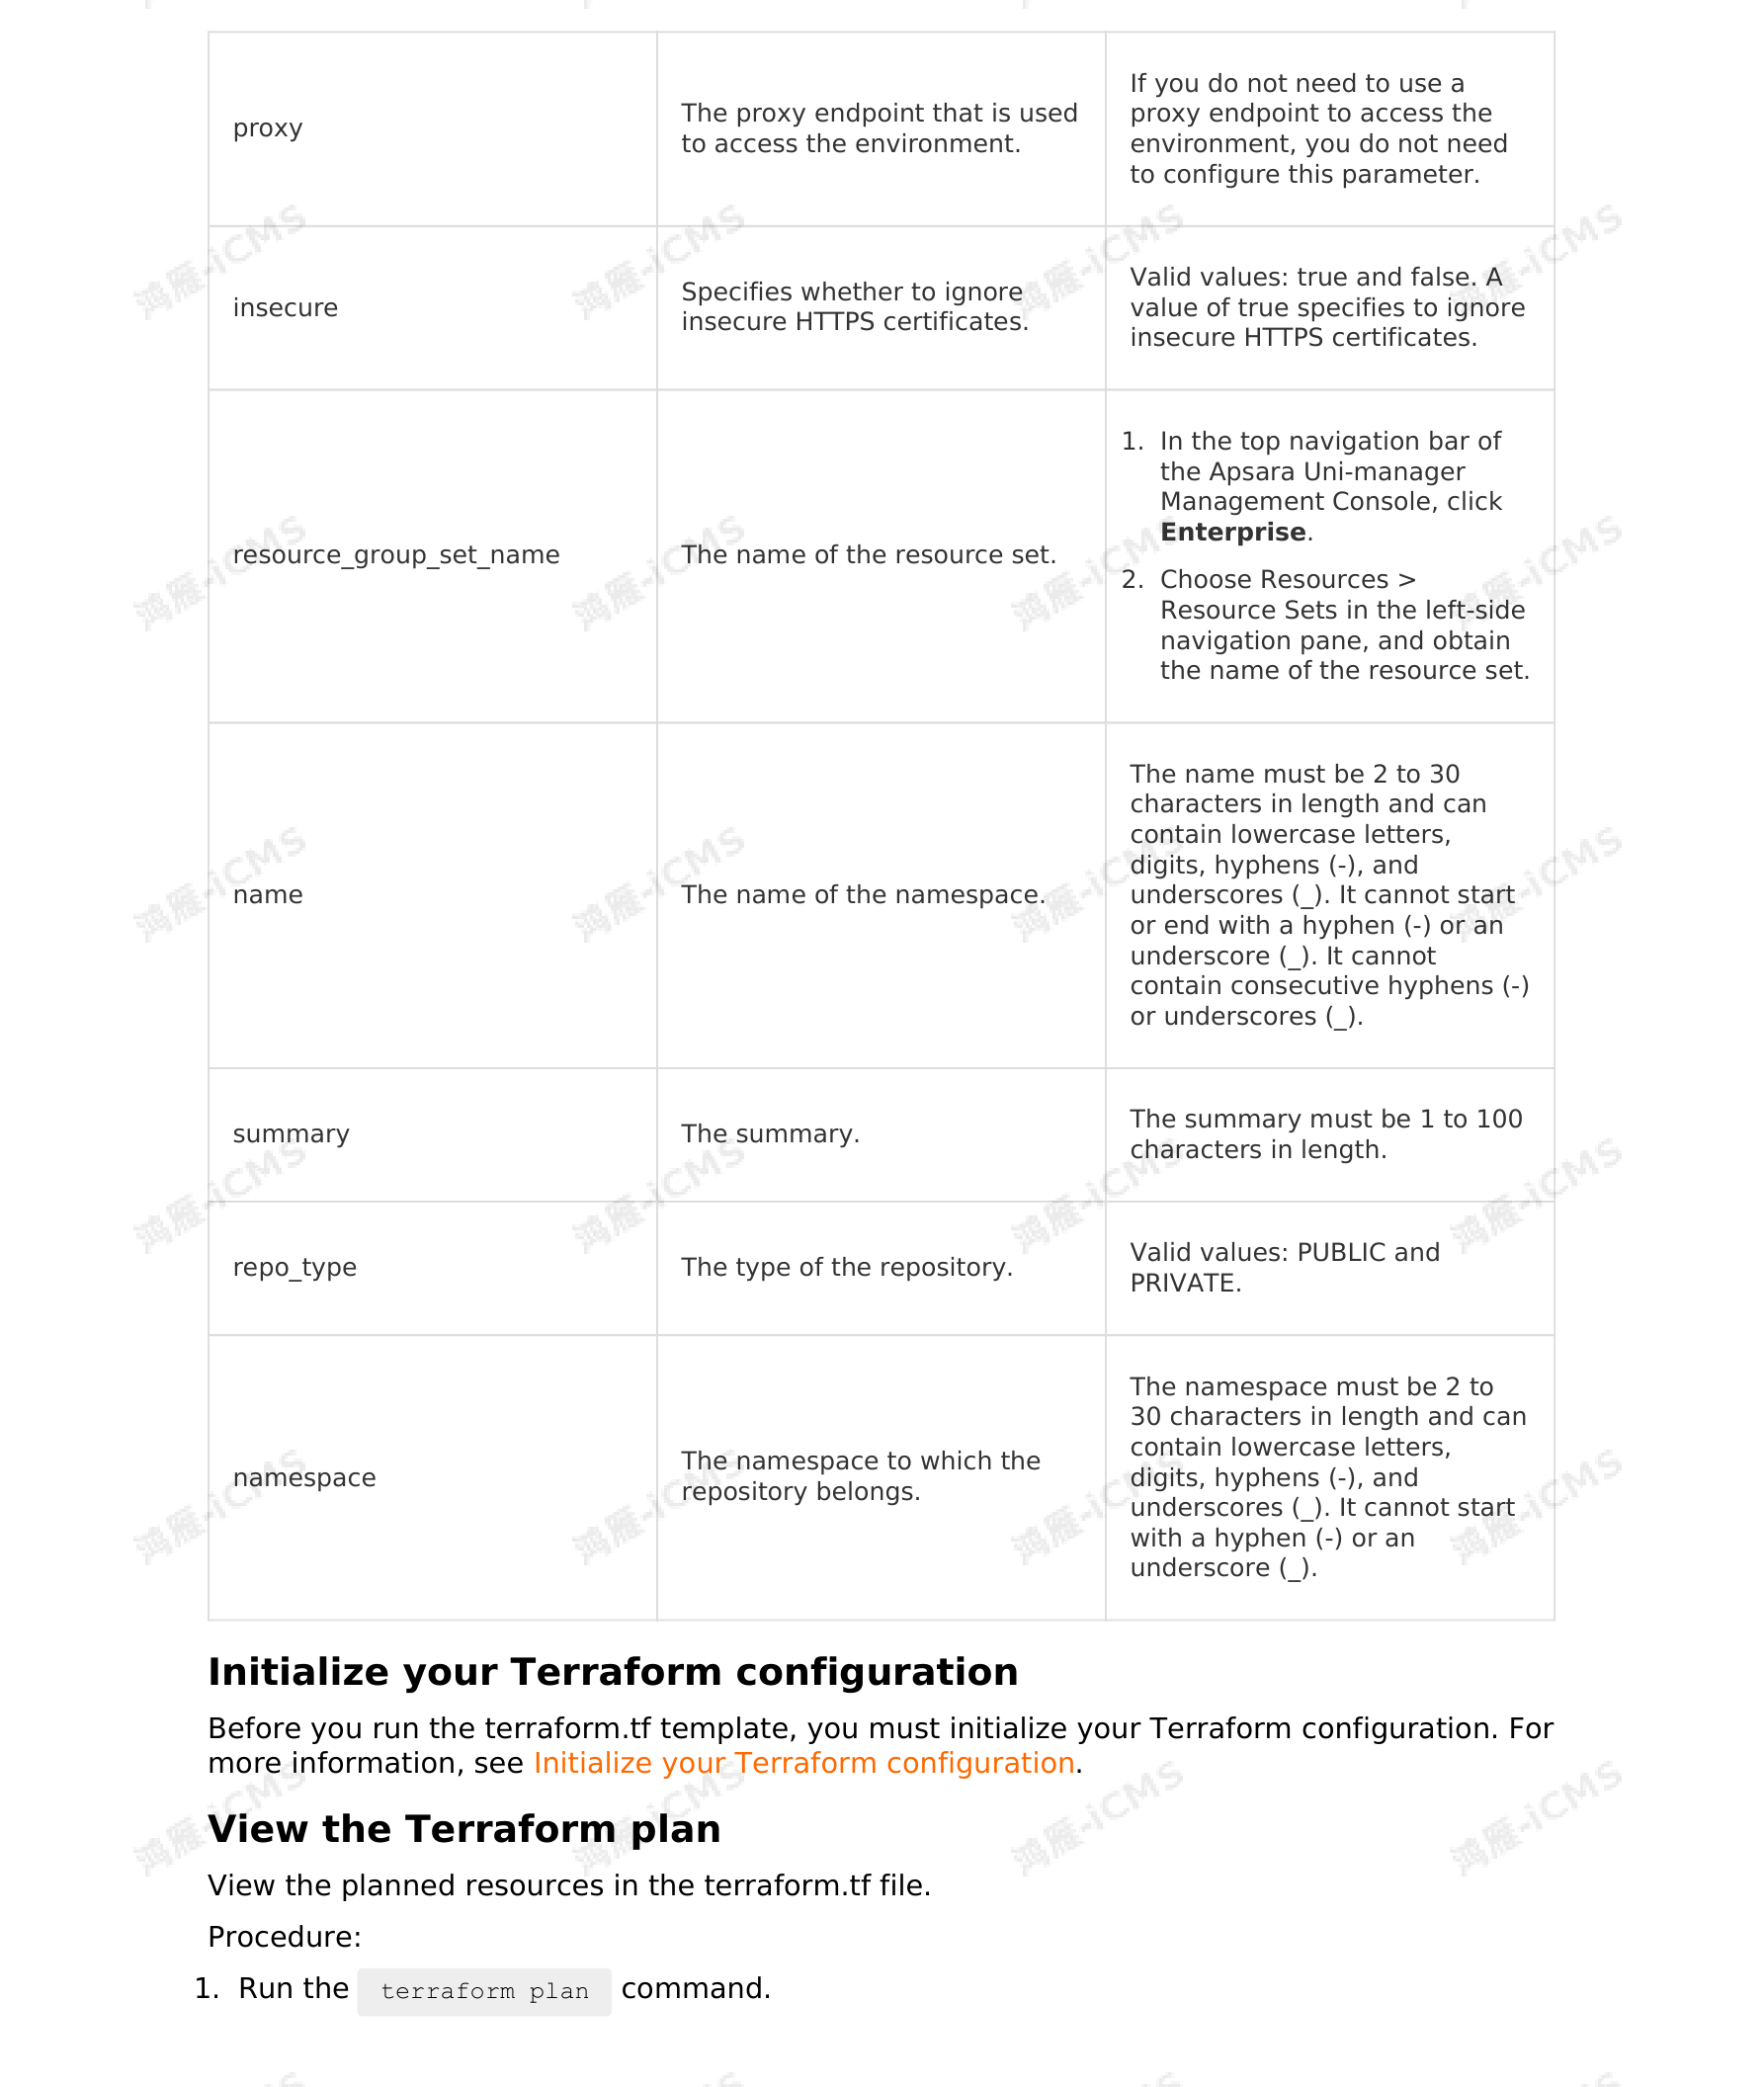 proxy
The proxy endpoint that is used
to access the environment.
If you do not need to use a
proxy endpoint to access the
environment, you do not need
to configure this parameter.
insecure
Specifies whether to ignore
insecure HTTPS certificates.
Valid values: true and false. A
value of true specifies to ignore
insecure HTTPS certificates.
resource_group_set_name
The name of the resource set.
1. In the top navigation bar of
the Apsara Uni-manager
Management Console, click
Enterprise.
2. Choose Resources >
Resource Sets in the left-side
navigation pane, and obtain
the name of the resource set.
name
The name of the namespace.
The name must be 2 to 30
characters in length and can
contain lowercase letters,
digits, hyphens (-), and
underscores (_). It cannot start
or end with a hyphen (-) or an
underscore (_). It cannot
contain consecutive hyphens (-)
or underscores (_).
summary
The summary.
The summary must be 1 to 100
characters in length.
repo_type
The type of the repository.
Valid values: PUBLIC and
PRIVATE.
namespace
The namespace to which the
repository belongs.
The namespace must be 2 to
30 characters in length and can
contain lowercase letters,
digits, hyphens (-), and
underscores (_). It cannot start
with a hyphen (-) or an
underscore (_).
Initialize your Terraform configuration
Before you run the terraform.tf template, you must initialize your Terraform configuration. For
more information, see Initialize your Terraform configuration.
View the Terraform plan
View the planned resources in the terraform.tf file.
Procedure:
1. Run the terraform plan command.
鸿雁-iCMS